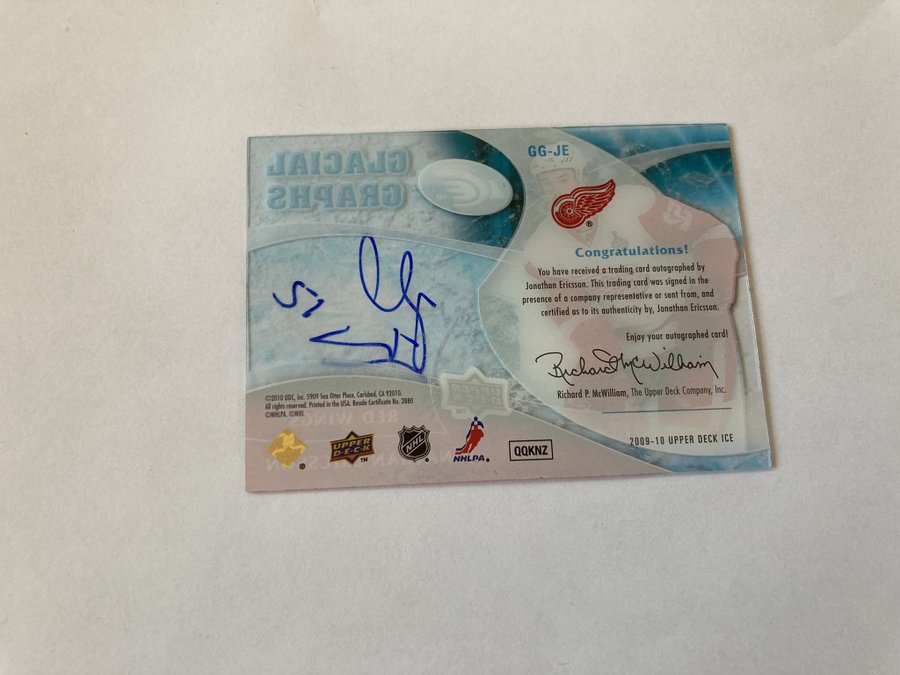 GLACIAL
GRAPHS
GG-JE
Congratulations!
You have received a trading card autographed by
Jonathan Ericsson. This trading card was signed in the
presence of a company representative or sent from, and
certified as to its authenticity by, Jonathan Ericsson.
Enjoy your autographed card!
Richard P. McWilliam
Richard P. McWilliam, The Upper Deck Company, Inc.
2009-10 UPPER DECK ICE
©2010 UDC, Inc. 5909 Sea Otter Place, Carlsbad, CA 92010.
All rights reserved. Printed in the USA. Resale Certificate No. 2880
©NHLPA. ©NHL.
UPPER
DECK
TM
NHL
NHLPA
QQKNZ